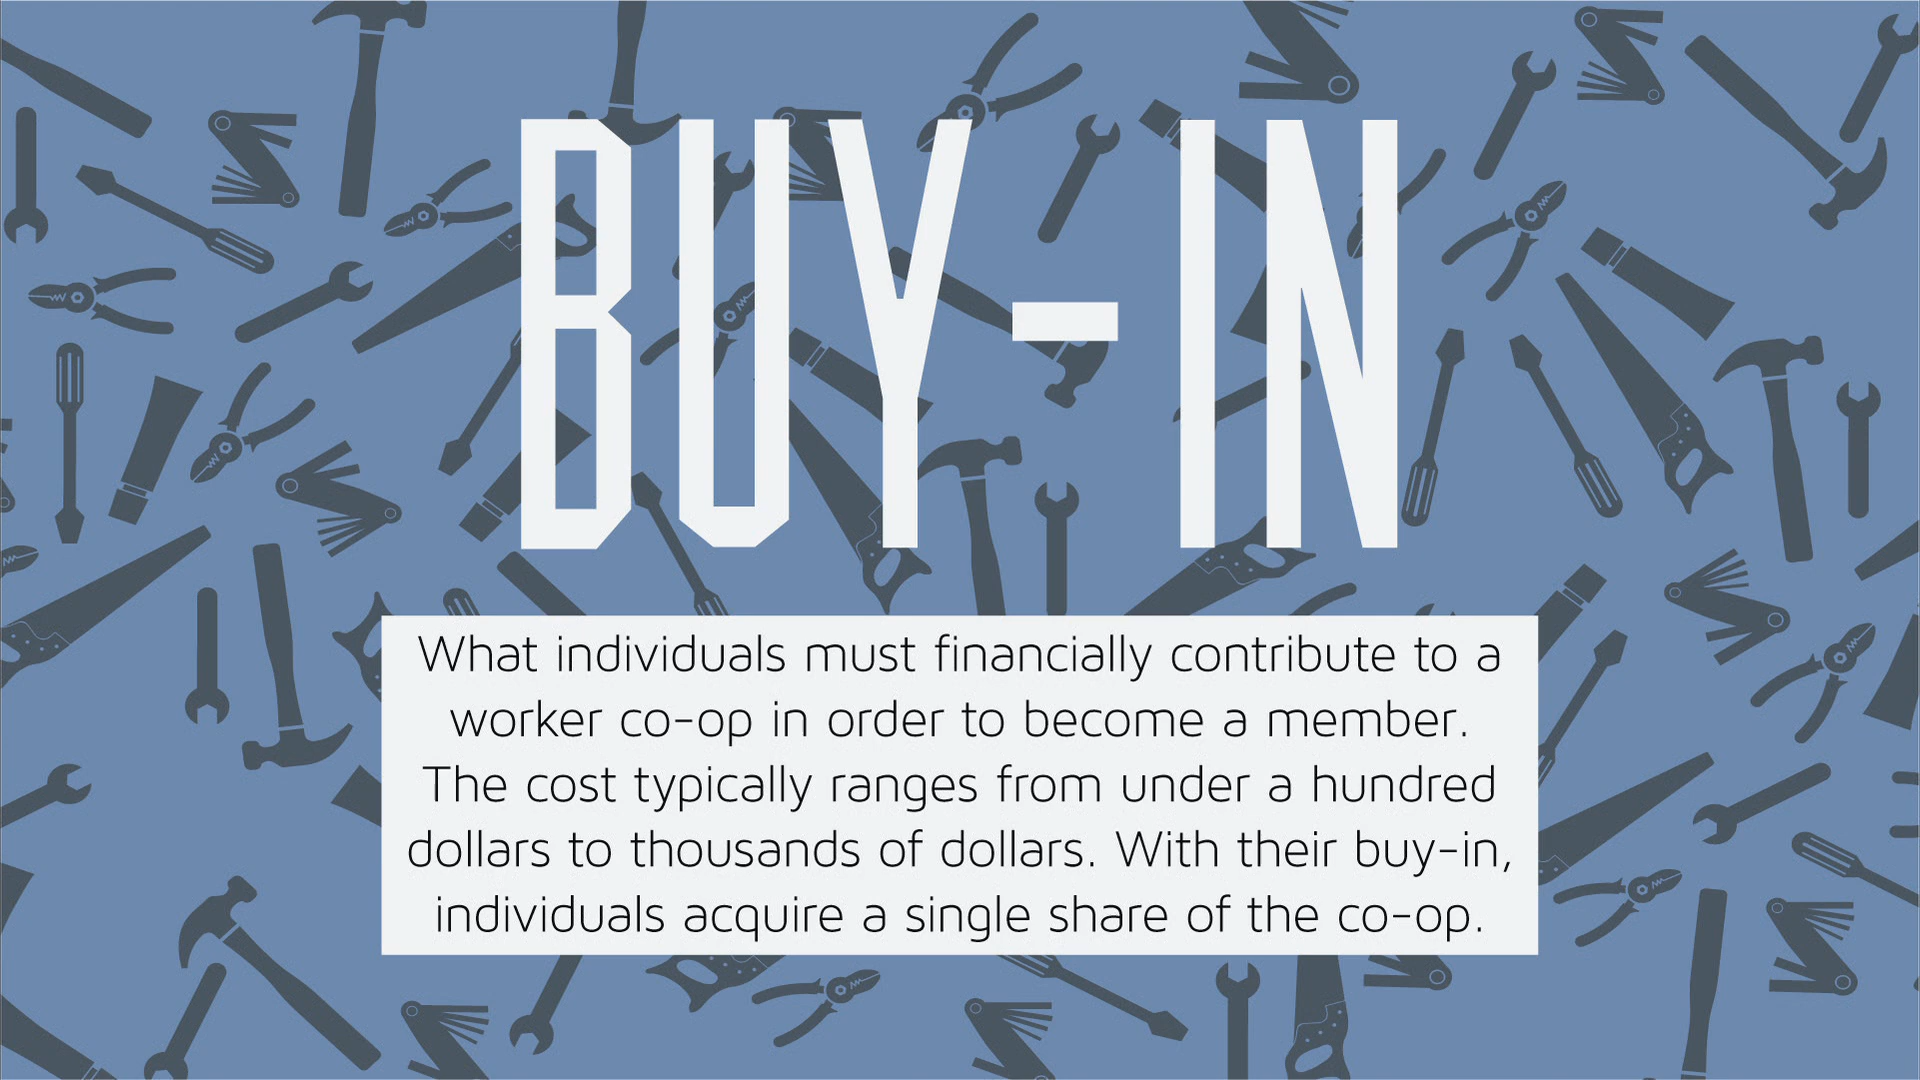 BUY-IN
What individuals must financially contribute to a
worker co-op in order to become a member.
The cost typically ranges from under a hundred
dollars to thousands of dollars. With their buy-in,
individuals acquire a single share of the co-op.